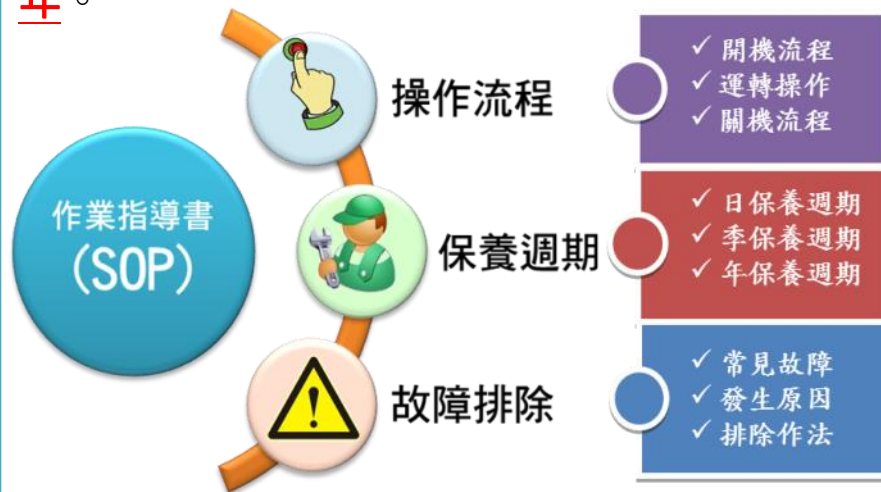 年。
作業指導書
(SOP)
操作流程
✓ 開機流程
✓ 運轉操作
✓ 關機流程
保養週期
✓ 日保養週期
✓ 季保養週期
✓ 年保養週期
故障排除
✓ 常見故障
✓ 發生原因
✓ 排除作法